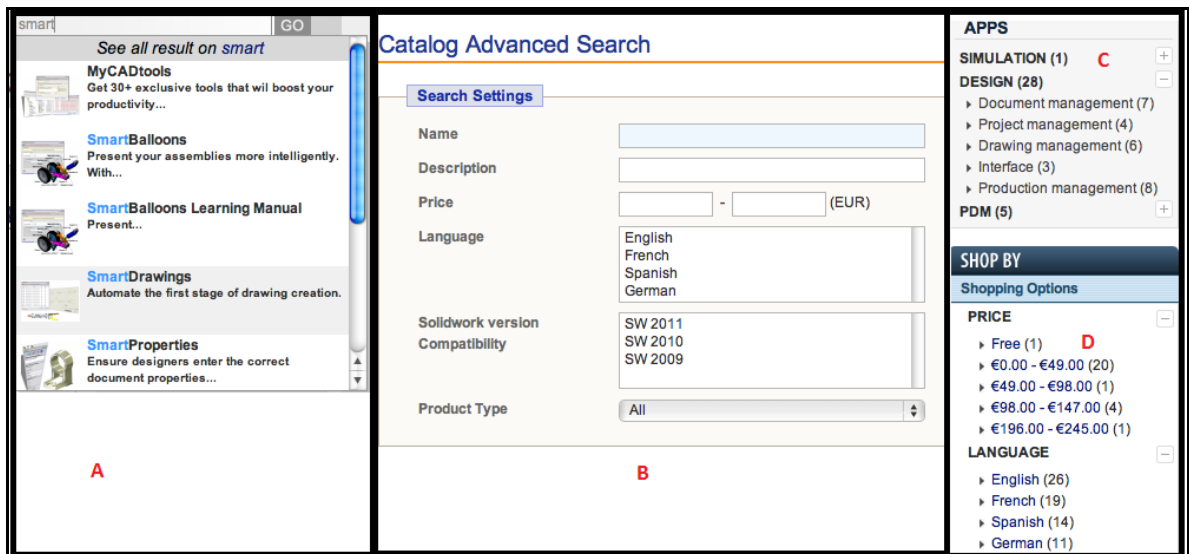 smart GO
See all result on smart
MyCADtools
Get 30+ exclusive tools that wil boost your
productivity...
SmartBalloons
Present your assemblies more intelligently.
With...
SmartBalloons Learning Manual
Present...
SmartDrawings
Automate the first stage of drawing creation.
SmartProperties
Ensure designers enter the correct
document properties...
A
Catalog Advanced Search
Search Settings
Name
Description
Price - (EUR)
Language
English
French
Spanish
German
Solidwork version
Compatibility
SW 2011
SW 2010
SW 2009
Product Type All
B
APPS
SIMULATION (1) C +
DESIGN (28) −
Document management (7)
Project management (4)
Drawing management (6)
Interface (3)
Production management (8)
PDM (5) +
SHOP BY
Shopping Options
PRICE −
Free (1) D
€0.00 - €49.00 (20)
€49.00 - €98.00 (1)
€98.00 - €147.00 (4)
€196.00 - €245.00 (1)
LANGUAGE −
English (26)
French (19)
Spanish (14)
German (11)